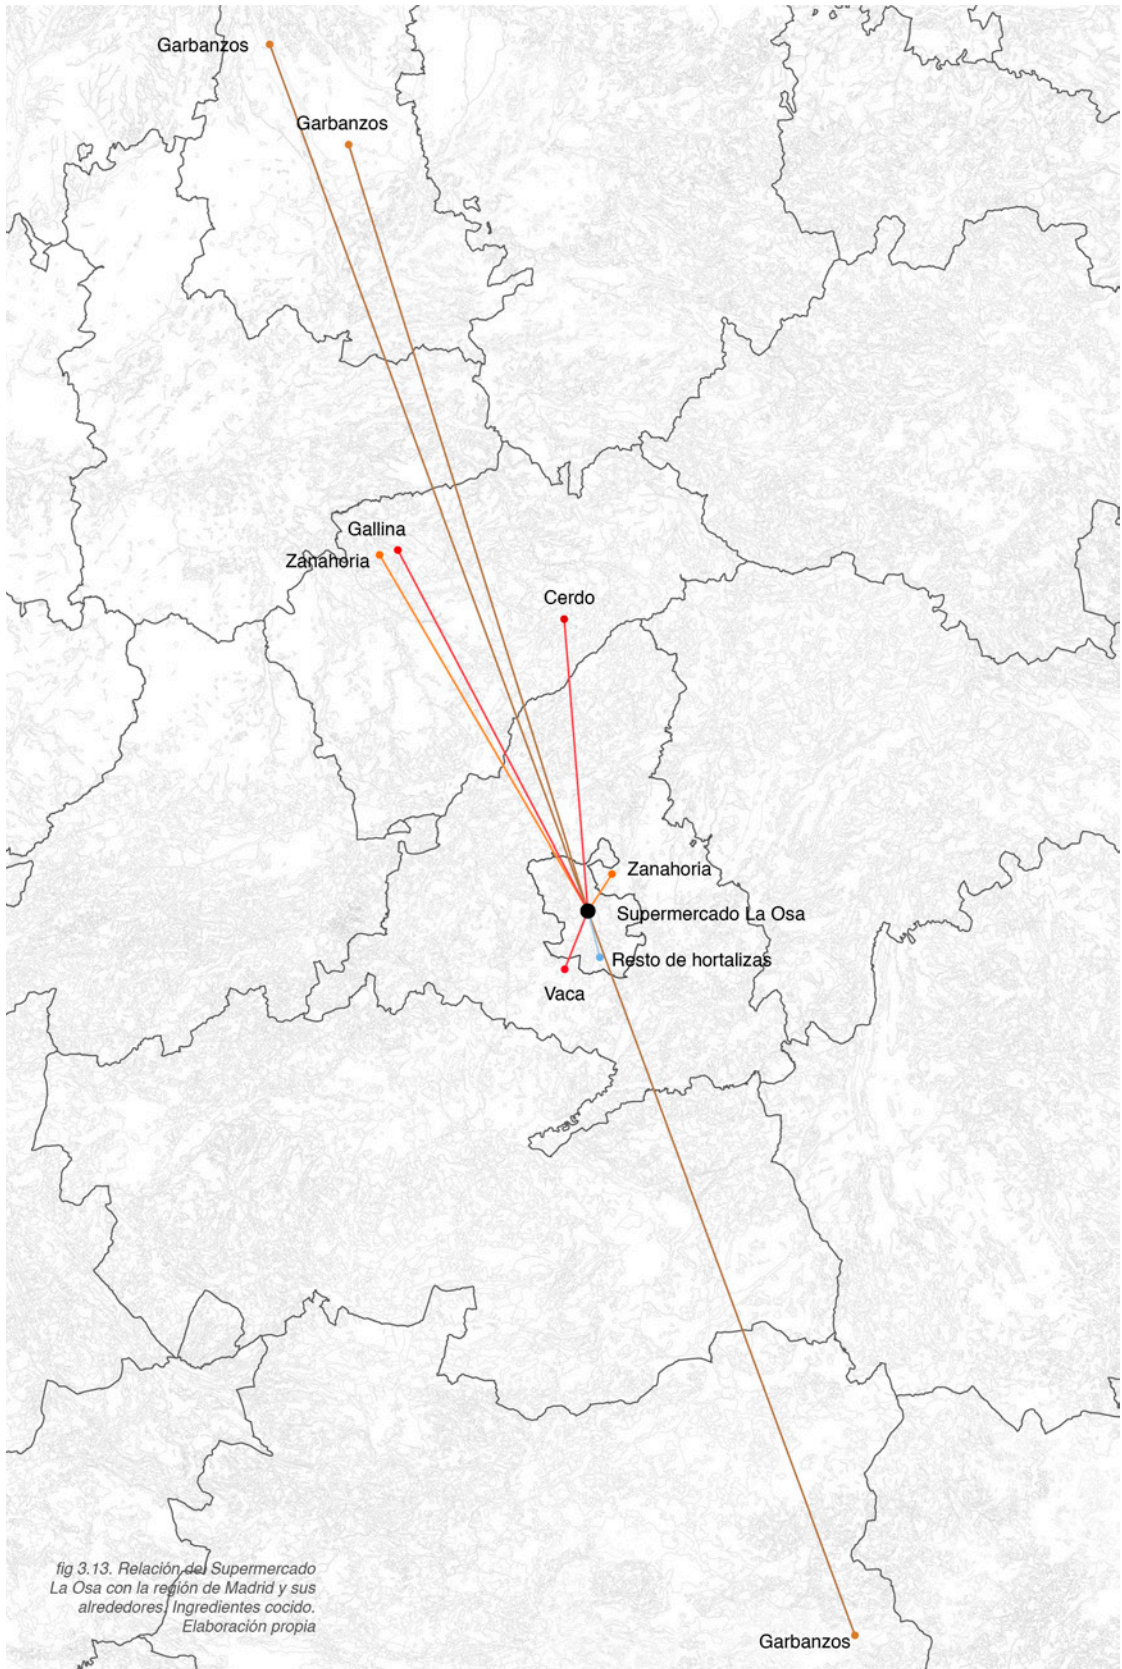 Garbanzos
Garbanzos
Gallina
Zanahoria
Cerdo
Zanahoria
Supermercado La Osa
Resto de hortalizas
Vaca
fig 3.13. Relación del Supermercado
La Osa con la región de Madrid y sus
alrededores. Ingredientes cocido.
Elaboración propia
Garbanzos